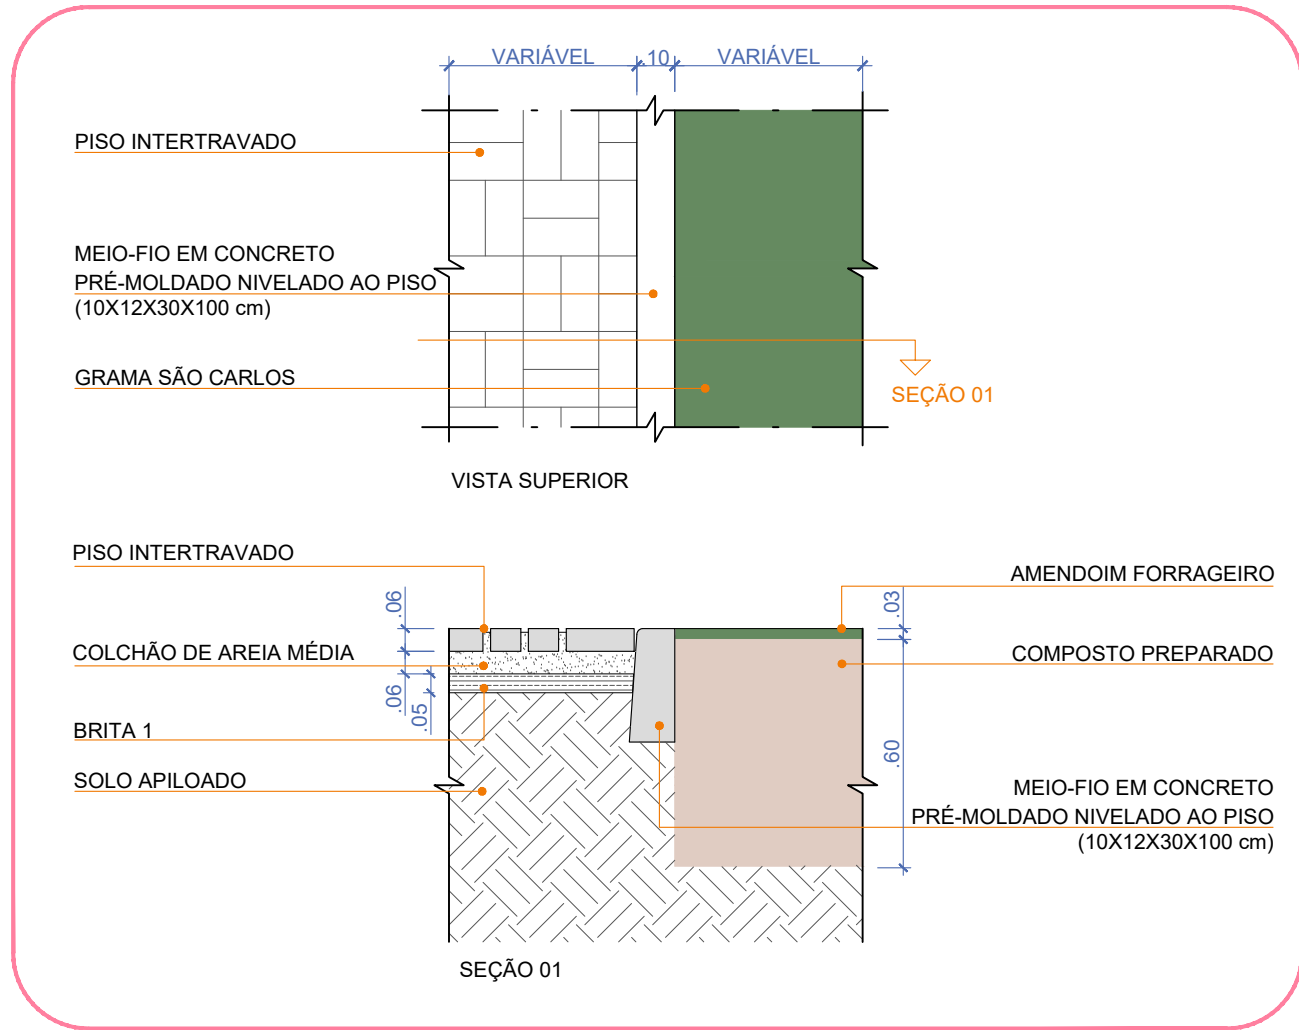 VARIÁVEL .10 VARIÁVEL
PISO INTERTRAVADO
MEIO-FIO EM CONCRETO
PRÉ-MOLDADO NIVELADO AO PISO
(10X12X30X100 cm)
GRAMA SÃO CARLOS
SEÇÃO 01
VISTA SUPERIOR
PISO INTERTRAVADO
COLCHÃO DE AREIA MÉDIA
BRITA 1
SOLO APILOADO
.06
.06
.05
AMENDOIM FORRAGEIRO
.03
COMPOSTO PREPARADO
.60
MEIO-FIO EM CONCRETO
PRÉ-MOLDADO NIVELADO AO PISO
(10X12X30X100 cm)
SEÇÃO 01